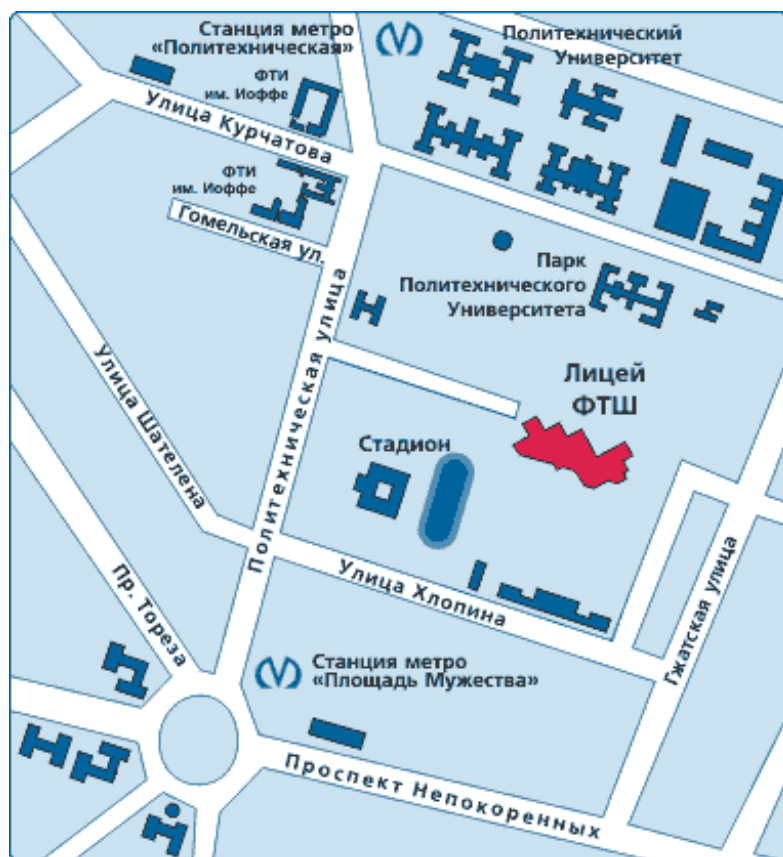 Станция метро
«Политехническая»
Политехнический
Университет
ФТИ
им. Иоффе
Улица Курчатова
ФТИ
им. Иоффе
Гомельская ул.
Парк
Политехнического
Университета
Политехническая улица
Лицей
ФТШ
Улица Шателена
Стадион
Улица Хлопина
Гжатская улица
Пр. Тореза
Станция метро
«Площадь Мужества»
Проспект Непокоренных